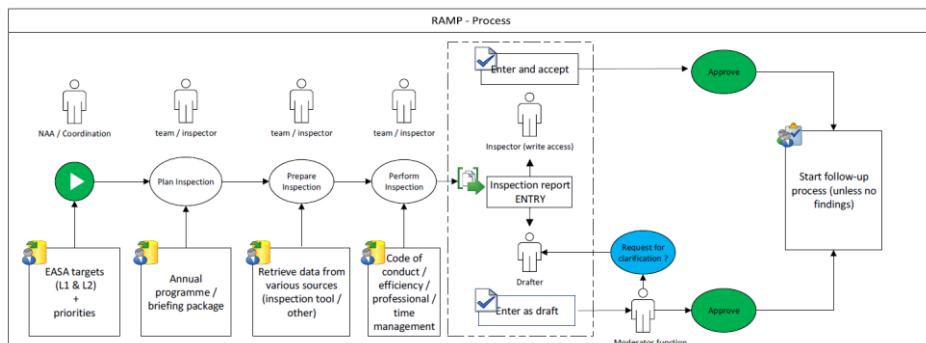 RAMP - Process
NAA / Coordination
team / inspector
team / inspector
team / inspector
Plan Inspection
Prepare
Inspection
Perform
Inspection
EASA targets
(L1 & L2)
+
priorities
Annual
programme /
briefing package
Retrieve data from
various sources
(inspection tool /
other)
Code of
conduct /
efficiency /
professional /
time
management
Enter and accept
Inspector (write access)
Inspection report
ENTRY
Drafter
Enter as draft
Approve
Request for
clarification ?
Moderator function
Approve
Start follow-up
process (unless no
findings)